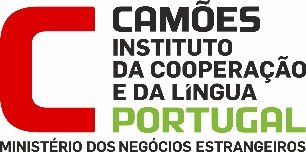 CAMÕES
INSTITUTO
DA COOPERAÇÃO
E DA LÍNGUA
PORTUGAL
MINISTÉRIO DOS NEGÓCIOS ESTRANGEIROS